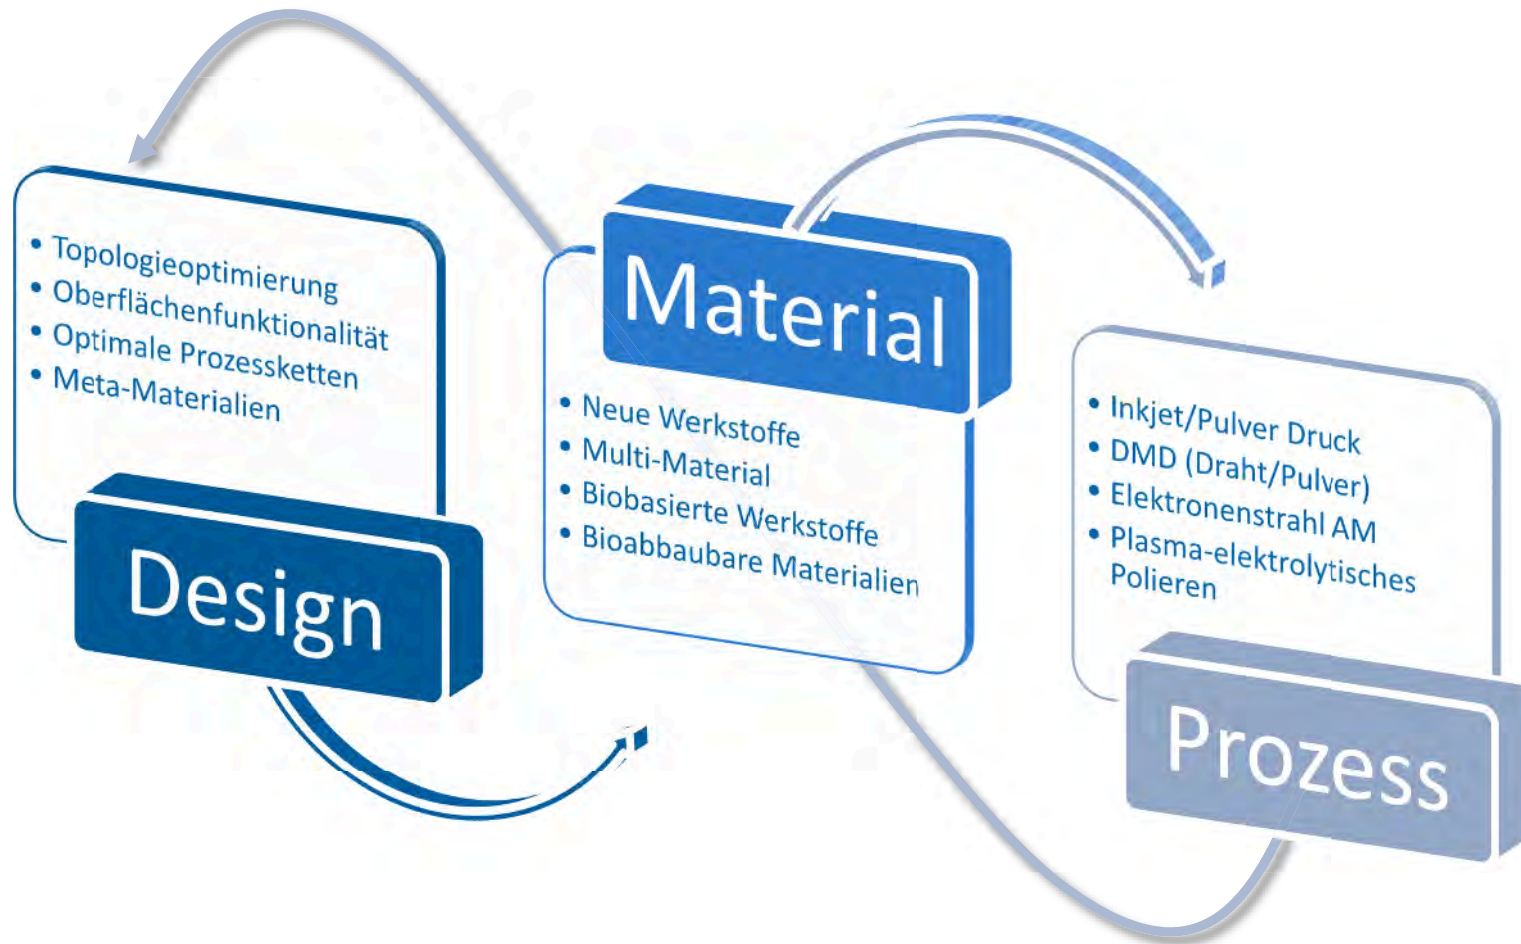 • Topologieoptimierung
• Oberflächenfunktionalität
• Optimale Prozessketten
• Meta-Materialien
Design
Material
• Neue Werkstoffe
• Multi-Material
• Biobasierte Werkstoffe
• Bioabbaubare Materialien
• Inkjet/Pulver Druck
• DMD (Draht/Pulver)
• Elektronenstrahl AM
• Plasma-elektrolytisches
Polieren
Prozess